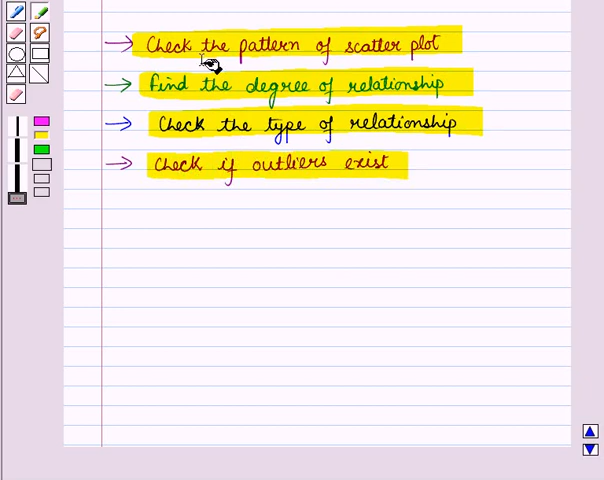 → Check the pattern of scatter plot
→ Find the degree of relationship
→ Check the type of relationship
→ Check if outliers exist